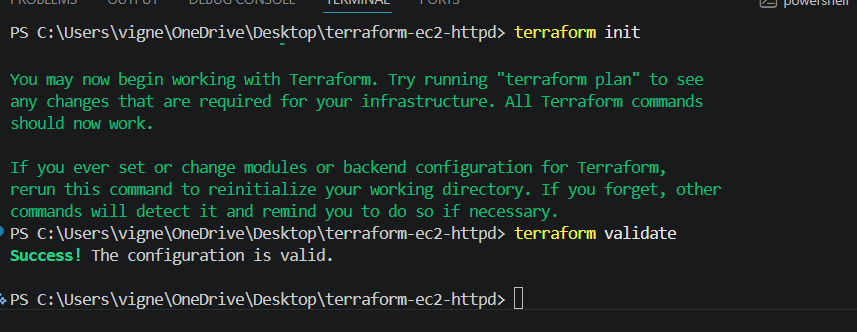 PROBLEMS OUTPUT DEBUG CONSOLE TERMINAL PORTS powershell
PS C:\Users\vigne\OneDrive\Desktop\terraform-ec2-httpd> terraform init
You may now begin working with Terraform. Try running "terraform plan" to see
any changes that are required for your infrastructure. All Terraform commands
should now work.
If you ever set or change modules or backend configuration for Terraform,
rerun this command to reinitialize your working directory. If you forget, other
commands will detect it and remind you to do so if necessary.
PS C:\Users\vigne\OneDrive\Desktop\terraform-ec2-httpd> terraform validate
Success! The configuration is valid.
PS C:\Users\vigne\OneDrive\Desktop\terraform-ec2-httpd>